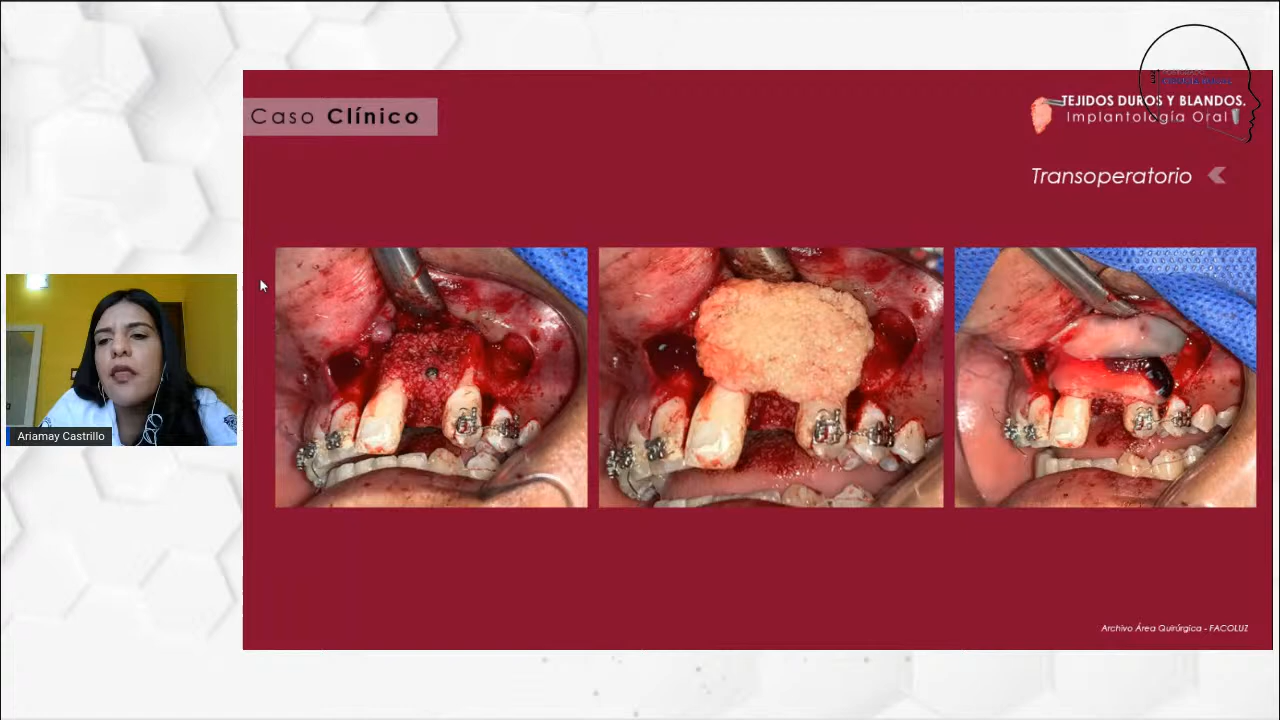 Caso Clínico
TEJIDOS DUROS Y BLANDOS.
Implantología Oral
Transoperatorio
Ariamay Castrillo
Archivo Área Quirúrgica - FACOLUZ